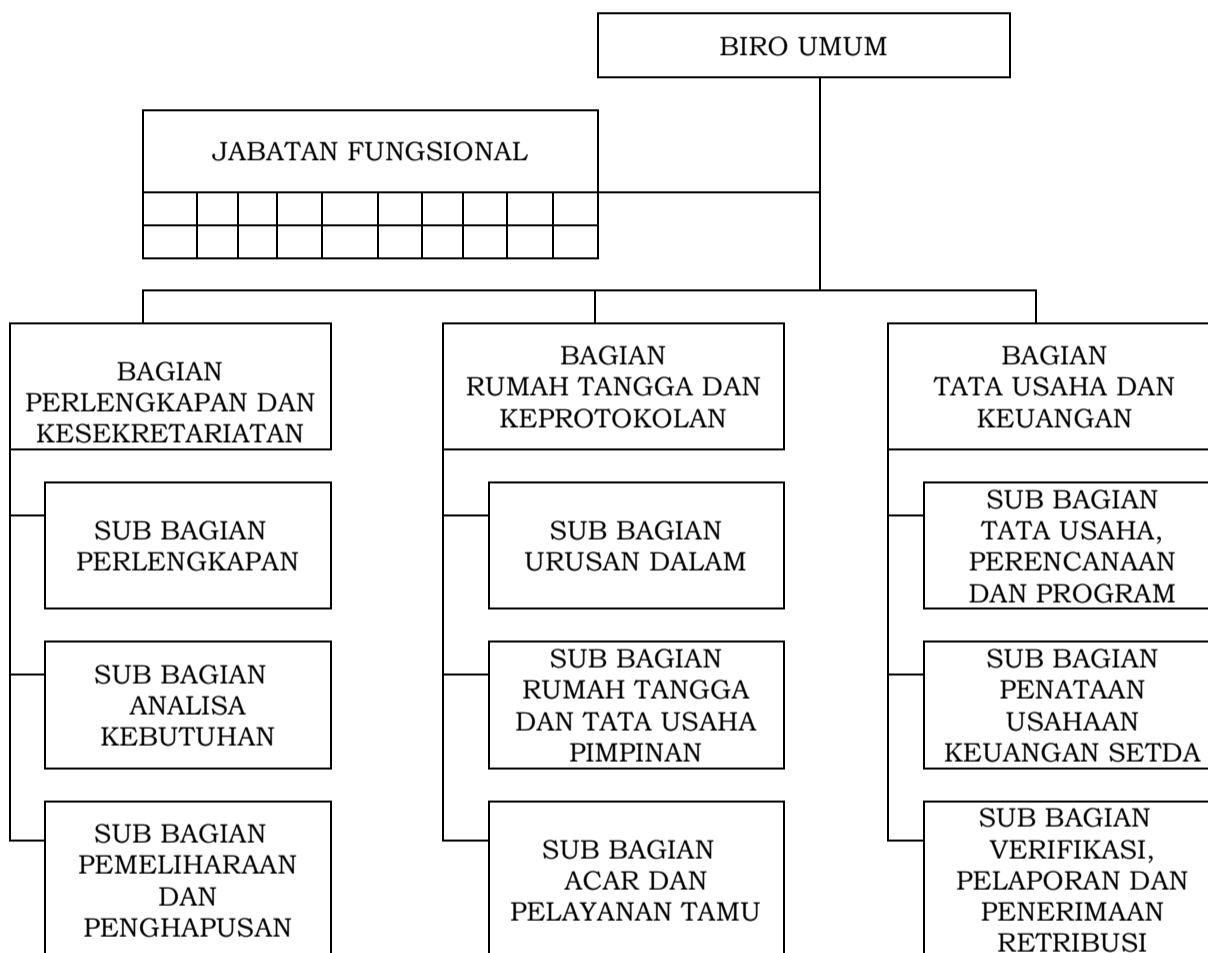 BIRO UMUM
JABATAN FUNGSIONAL
BAGIAN
PERLENGKAPAN DAN
KESEKRETARIATAN
SUB BAGIAN
PERLENGKAPAN
SUB BAGIAN
ANALISA
KEBUTUHAN
SUB BAGIAN
PEMELIHARAAN
DAN
PENGHAPUSAN
BAGIAN
RUMAH TANGGA DAN
KEPROTOKOLAN
SUB BAGIAN
URUSAN DALAM
SUB BAGIAN
RUMAH TANGGA
DAN TATA USAHA
PIMPINAN
SUB BAGIAN
ACAR DAN
PELAYANAN TAMU
BAGIAN
TATA USAHA DAN
KEUANGAN
SUB BAGIAN
TATA USAHA,
PERENCANAAN
DAN PROGRAM
SUB BAGIAN
PENATAAN
USAHAAN
KEUANGAN SETDA
SUB BAGIAN
VERIFIKASI,
PELAPORAN DAN
PENERIMAAN
RETRIBUSI